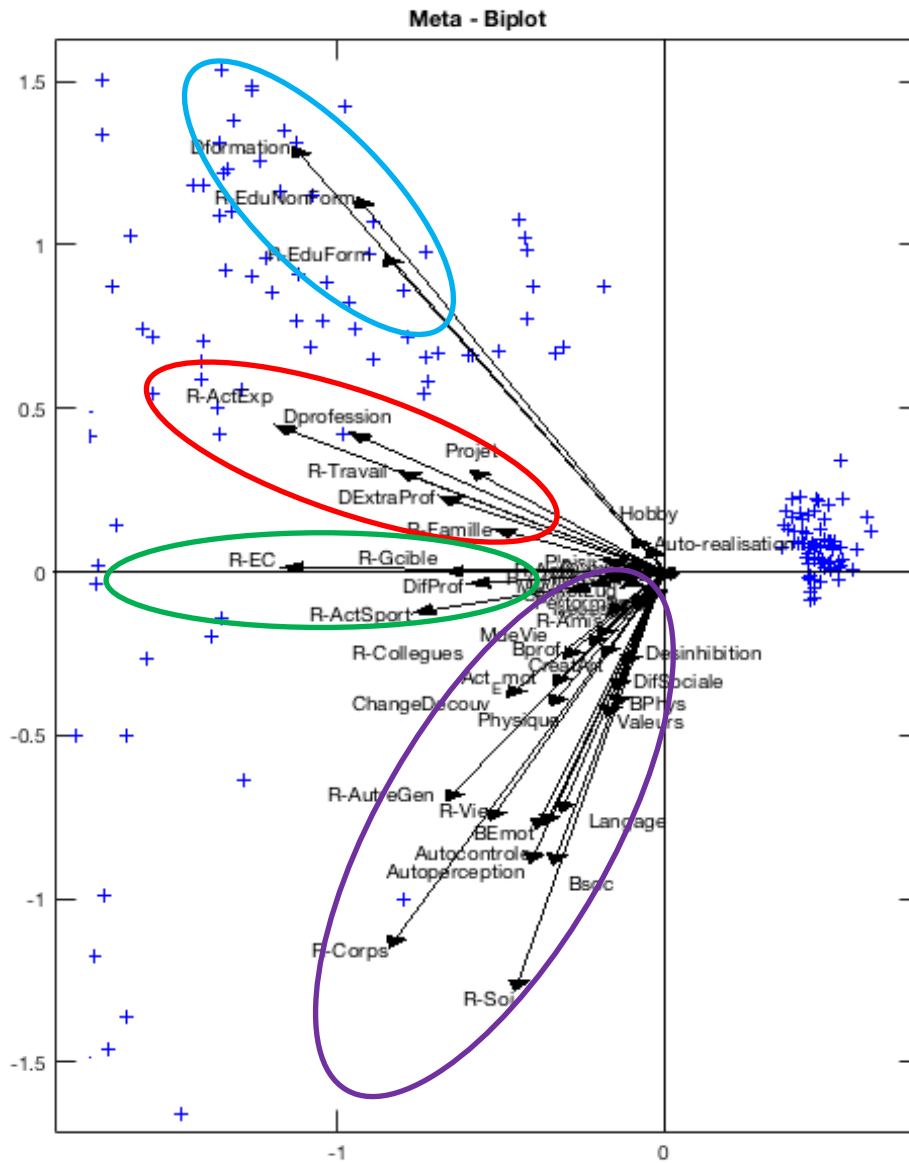 Meta - Biplot
1.5
Dformation
R-EduNonForm
1
R-EduForm
0.5
R-ActExp
Dprofession
Projet
R-Travail
DExtraProf
Hobby
R-Famille
Auto-realisation
R-EC
R-Gcible
0
DifProf
R-ActSport
R-Amis
MdeVie
R-Collegues
Bprof
Desinhibition
CreatArt
Act_mot
DifSociale
E
ChangeDecouv
BPhys
Physique
Valeurs
-0.5
R-AutreGen
R-Vie
Langage
BEmot
Autocontrole
Autoperception
Bsoc
-1
R-Corps
R-Soi
-1.5
-1
0